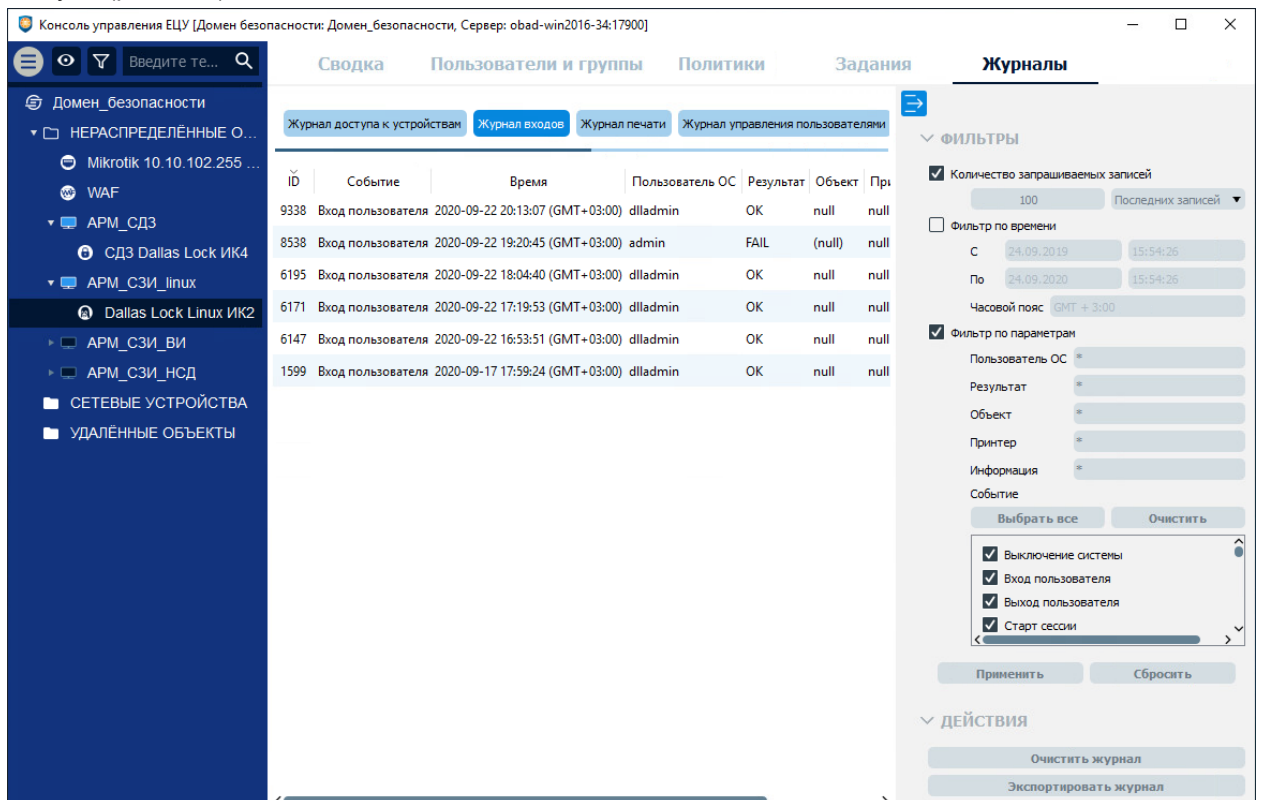 Консоль управления ЕЦУ [Домен безопасности: Домен_безопасности, Сервер: obad-win2016-34:17900]
Введите те...
Сводка Пользователи и группы Политики Задания Журналы
Домен_безопасности
НЕРАСПРЕДЕЛЁННЫЕ О...
Mikrotik 10.10.102.255 ...
WAF
АРМ_СДЗ
СДЗ Dallas Lock ИК4
АРМ_СЗИ_linux
Dallas Lock Linux ИК2
АРМ_СЗИ_ВИ
АРМ_СЗИ_НСД
СЕТЕВЫЕ УСТРОЙСТВА
УДАЛЁННЫЕ ОБЪЕКТЫ
Журнал доступа к устройствам Журнал входов Журнал печати Журнал управления пользователями
ID Событие Время Пользователь ОС Результат Объект При
9338 Вход пользователя 2020-09-22 20:13:07 (GMT+03:00) dlladmin OK null null
8538 Вход пользователя 2020-09-22 19:20:45 (GMT+03:00) admin FAIL (null) null
6195 Вход пользователя 2020-09-22 18:04:40 (GMT+03:00) dlladmin OK null null
6171 Вход пользователя 2020-09-22 17:19:53 (GMT+03:00) dlladmin OK null null
6147 Вход пользователя 2020-09-22 16:53:51 (GMT+03:00) dlladmin OK null null
1599 Вход пользователя 2020-09-17 17:59:24 (GMT+03:00) dlladmin OK null null
ФИЛЬТРЫ
Количество запрашиваемых записей
100 Последних записей
Фильтр по времени
С 24.09.2019 15:54:26
По 24.09.2020 15:54:26
Часовой пояс GMT + 3:00
Фильтр по параметрам
Пользователь ОС *
Результат *
Объект *
Принтер *
Информация *
Событие
Выбрать все Очистить
Выключение системы
Вход пользователя
Выход пользователя
Старт сессии
Применить Сбросить
ДЕЙСТВИЯ
Очистить журнал
Экспортировать журнал